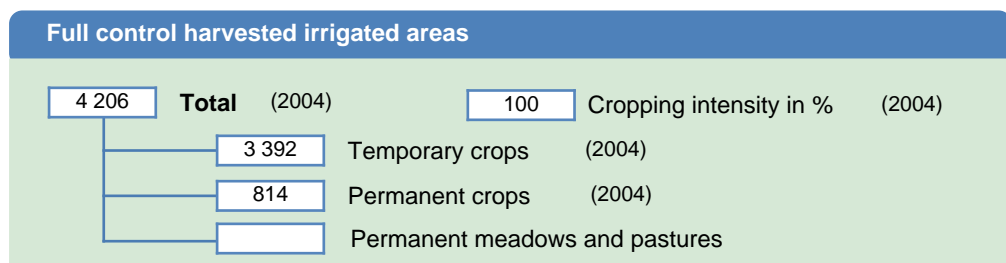 Full control harvested irrigated areas
4 206 Total (2004) 100 Cropping intensity in % (2004)
3 392 Temporary crops (2004)
814 Permanent crops (2004)
Permanent meadows and pastures